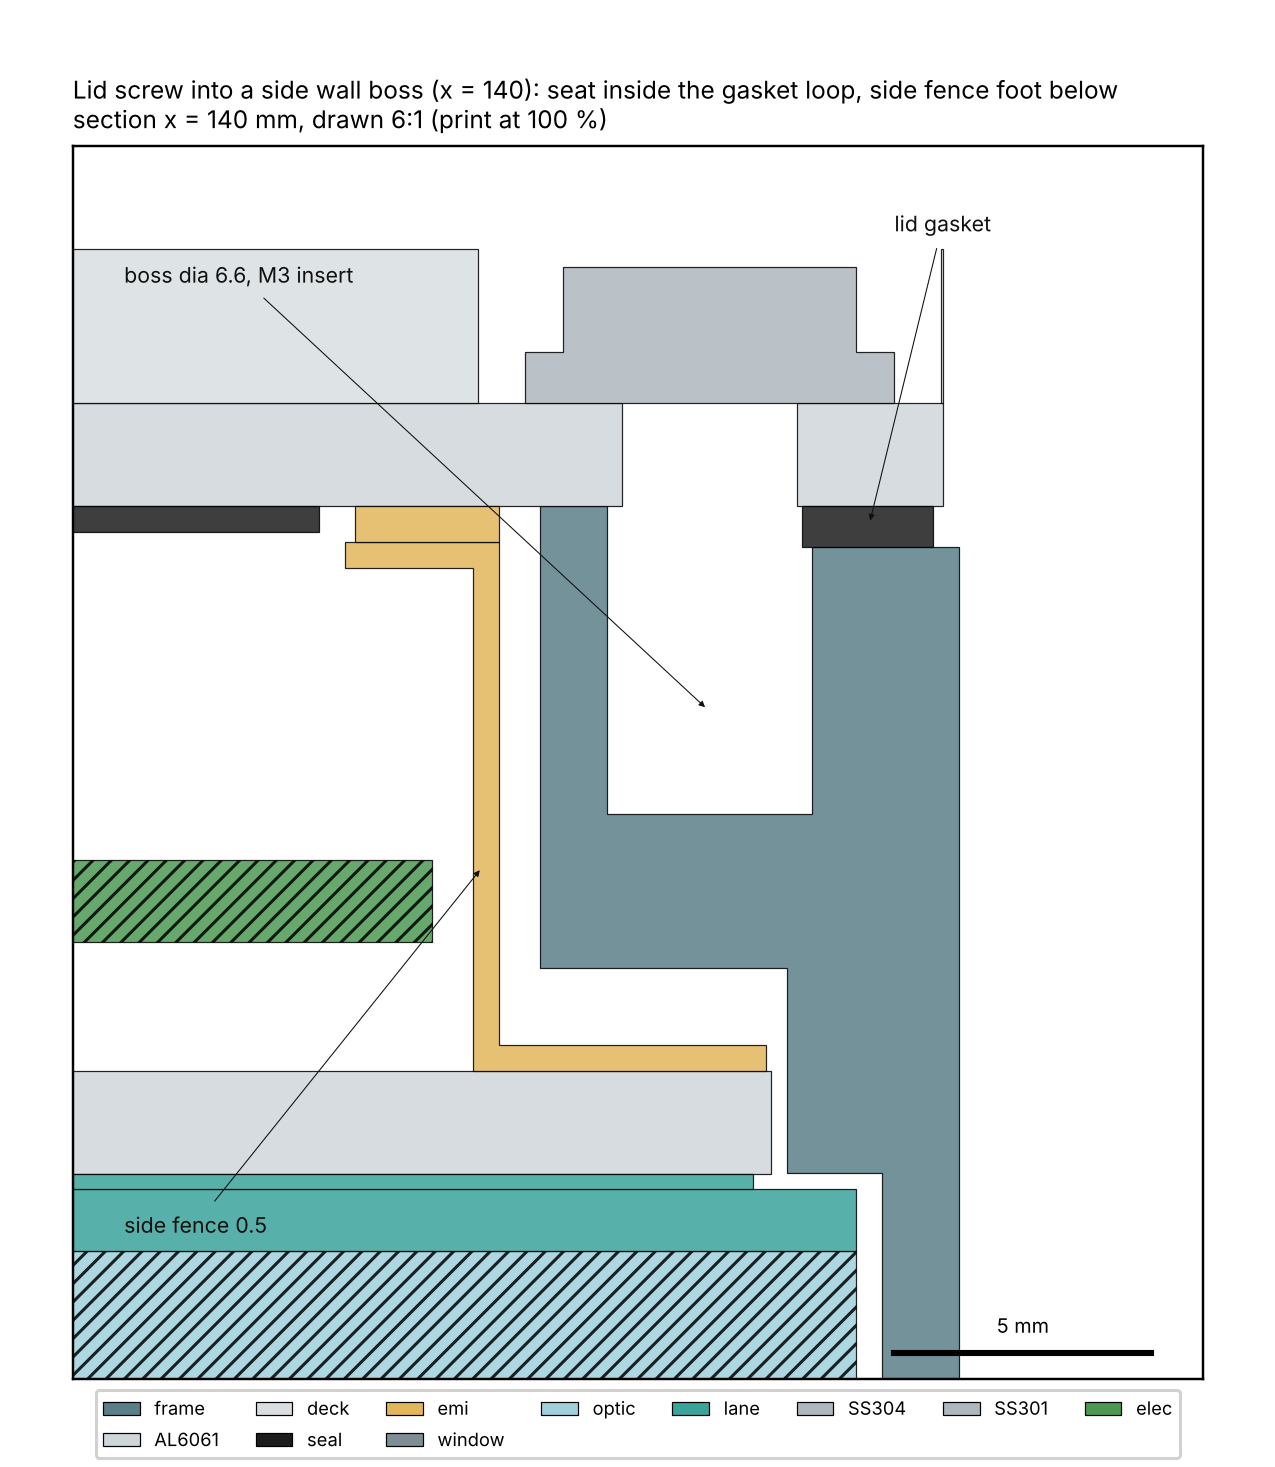 Lid screw into a side wall boss (x = 140): seat inside the gasket loop, side fence foot below
section x = 140 mm, drawn 6:1 (print at 100 %)
lid gasket
boss dia 6.6, M3 insert
side fence 0.5
5 mm
frame deck emi optic lane SS304 SS301 elec
AL6061 seal window